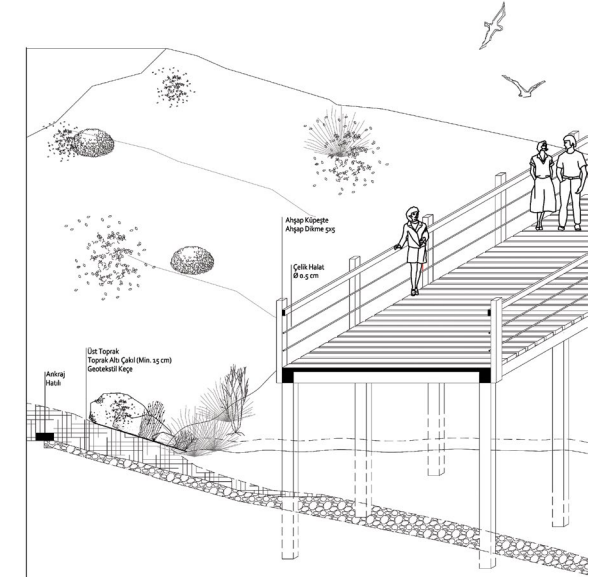 Ahşap Küpeşte
Ahşap Dikme 5x5
Çelik Halat
Ø 0.5 cm
Üst Toprak
Toprak Altı Çakıl (Min. 15 cm)
Geotekstil Keçe
Ankraj
Hatılı